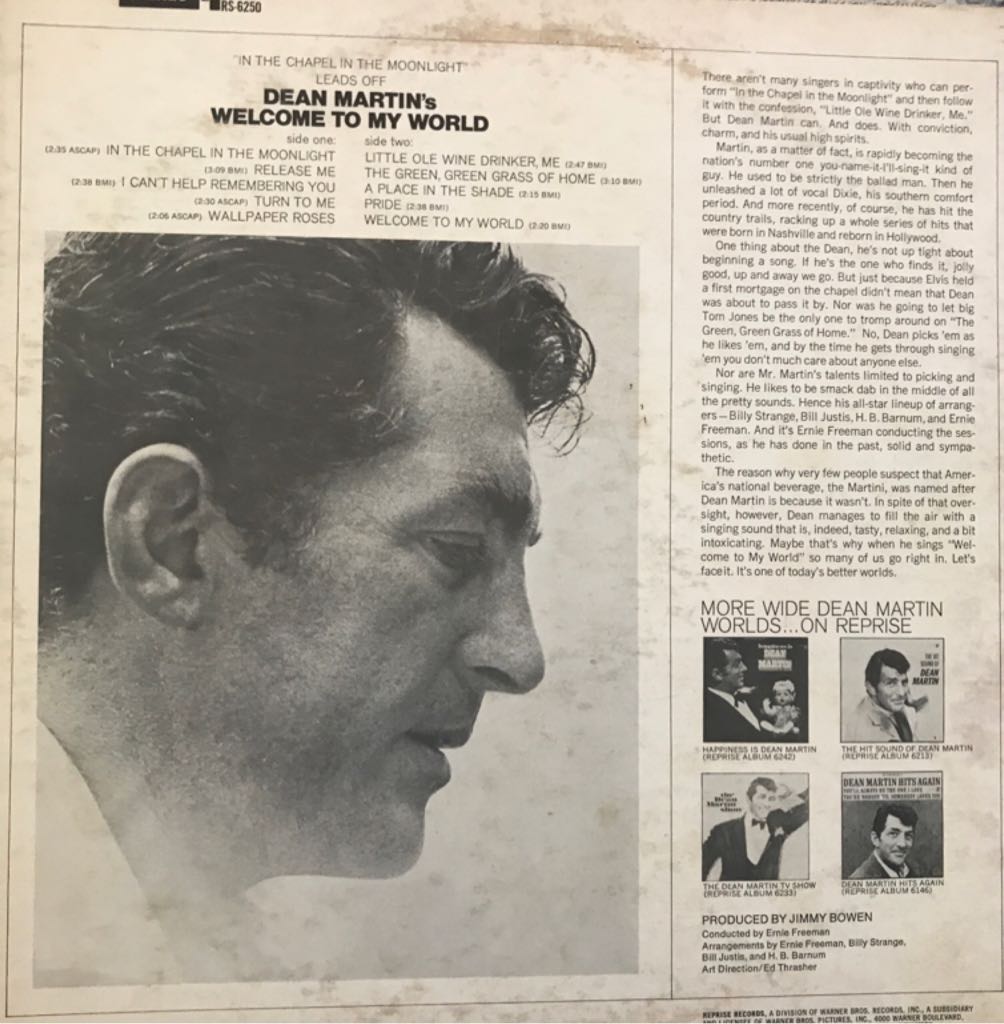 RS-6250
"IN THE CHAPEL IN THE MOONLIGHT"
LEADS OFF
DEAN MARTIN's
WELCOME TO MY WORLD
side one:
(2:35 ASCAP) IN THE CHAPEL IN THE MOONLIGHT
(3:09 BMI) RELEASE ME
(2:38 BMI) I CAN'T HELP REMEMBERING YOU
(2:30 ASCAP) TURN TO ME
(2:06 ASCAP) WALLPAPER ROSES
side two:
LITTLE OLE WINE DRINKER, ME (2:47 BMI)
THE GREEN, GREEN GRASS OF HOME (3:10 BMI)
A PLACE IN THE SHADE (2:15 BMI)
PRIDE (2:38 BMI)
WELCOME TO MY WORLD (2:20 BMI)
There aren't many singers in captivity who can per-
form "In the Chapel in the Moonlight" and then follow
it with the confession, "Little Ole Wine Drinker, Me."
But Dean Martin can. And does. With conviction,
charm, and his usual high spirits.
Martin, as a matter of fact, is rapidly becoming the
nation's number one you-name-it-I'll-sing-it kind of
guy. He used to be strictly the ballad man. Then he
unleashed a lot of vocal Dixie, his southern comfort
period. And more recently, of course, he has hit the
country trails, racking up a whole series of hits that
were born in Nashville and reborn in Hollywood.
One thing about the Dean, he's not up tight about
beginning a song. If he's the one who finds it, jolly
good, up and away we go. But just because Elvis held
a first mortgage on the chapel didn't mean that Dean
was about to pass it by. Nor was he going to let big
Tom Jones be the only one to tromp around on "The
Green, Green Grass of Home." No, Dean picks 'em as
he likes 'em, and by the time he gets through singing
'em you don't much care about anyone else.
Nor are Mr. Martin's talents limited to picking and
singing. He likes to be smack dab in the middle of all
the pretty sounds. Hence his all-star lineup of arrang-
ers—Billy Strange, Bill Justis, H. B. Barnum, and Ernie
Freeman. And it's Ernie Freeman conducting the ses-
sions, as he has done in the past, solid and sympa-
thetic.
The reason why very few people suspect that Amer-
ica's national beverage, the Martini, was named after
Dean Martin is because it wasn't. In spite of that over-
sight, however, Dean manages to fill the air with a
singing sound that is, indeed, tasty, relaxing, and a bit
intoxicating. Maybe that's why when he sings "Wel-
come to My World" so many of us go right in. Let's
face it. It's one of today's better worlds.
MORE WIDE DEAN MARTIN
WORLDS...ON REPRISE
happiness is
DEAN
MARTIN
HAPPINESS IS DEAN MARTIN
(REPRISE ALBUM 6242)
THE HIT
SOUND OF
DEAN
MARTIN
THE HIT SOUND OF DEAN MARTIN
(REPRISE ALBUM 6213)
the
Dean
Martin
show
THE DEAN MARTIN TV SHOW
(REPRISE ALBUM 6233)
DEAN MARTIN HITS AGAIN
DEAN MARTIN HITS AGAIN
(REPRISE ALBUM 6146)
PRODUCED BY JIMMY BOWEN
Conducted by Ernie Freeman
Arrangements by Ernie Freeman, Billy Strange,
Bill Justis, and H. B. Barnum
Art Direction/Ed Thrasher
REPRISE RECORDS, A DIVISION OF WARNER BROS. RECORDS, INC., A SUBSIDIARY
AND LICENSEE OF WARNER BROS. PICTURES, INC., 4000 WARNER BOULEVARD,